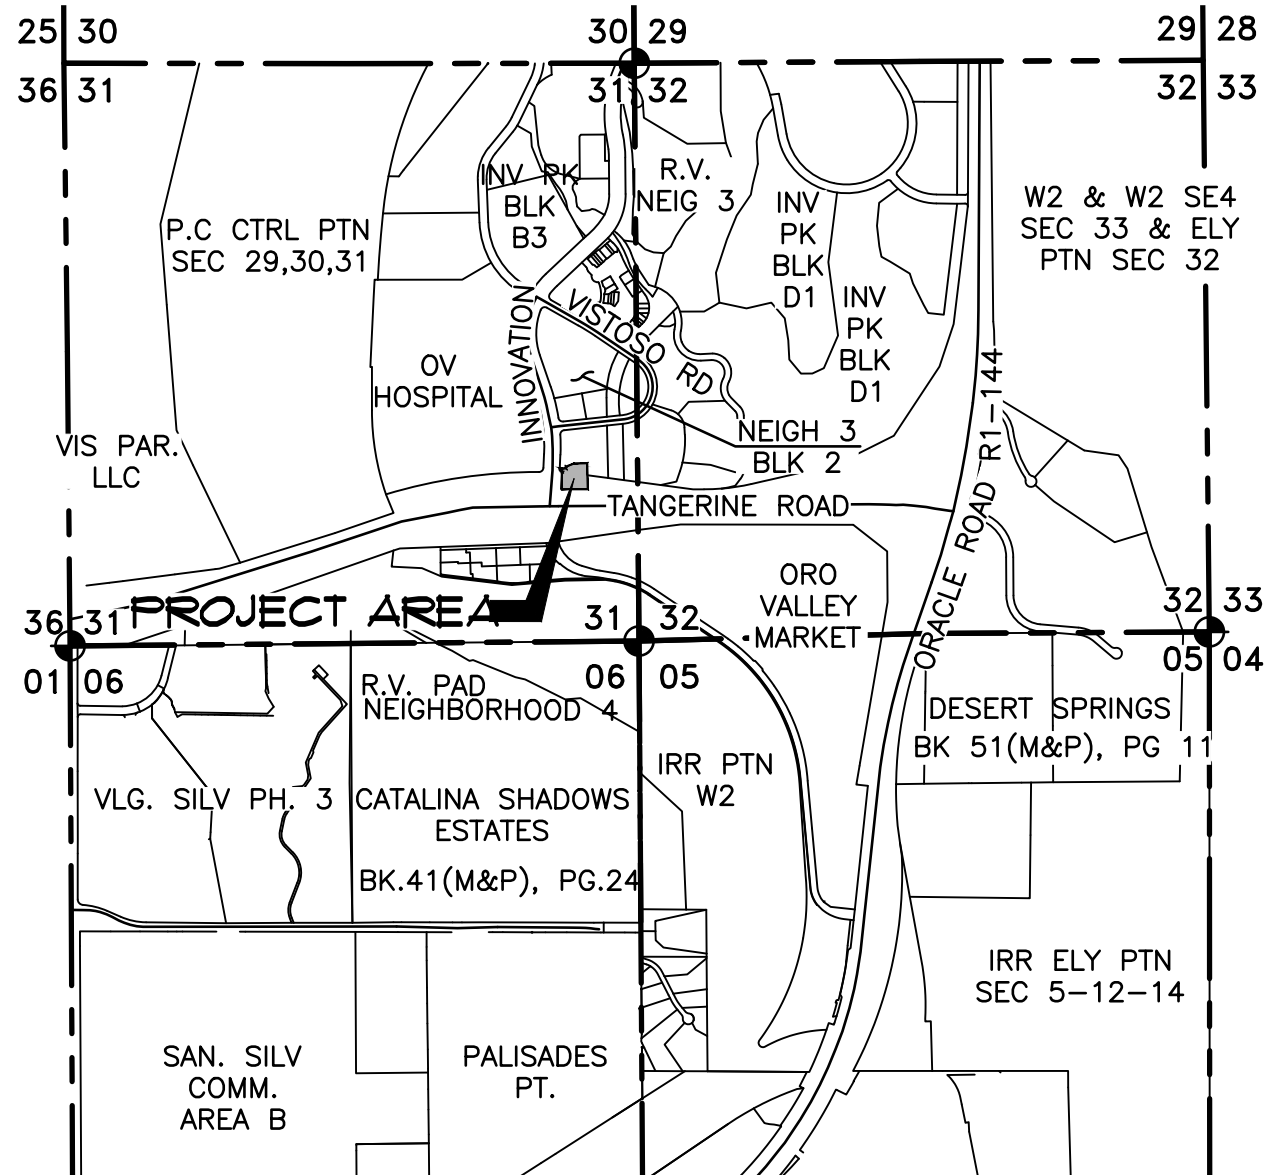 25 30
30 29
29 28
36 31
31 32
32 33
INV PK
BLK
B3
R.V.
NEIG 3
INV
PK
BLK
D1
W2 & W2 SE4
SEC 33 & ELY
PTN SEC 32
P.C CTRL PTN
SEC 29,30,31
INV
PK
BLK
D1
INNOVATION
VISTOSO RD
OV
HOSPITAL
ORACLE ROAD R1-144
VIS PAR.
LLC
NEIGH 3
BLK 2
TANGERINE ROAD
ORO
VALLEY
MARKET
PROJECT AREA
36 31
31 32
32 33
01 06
06 05
05 04
R.V. PAD
NEIGHBORHOOD 4
DESERT SPRINGS
BK 51(M&P), PG 11
IRR PTN
W2
VLG. SILV PH. 3
CATALINA SHADOWS
ESTATES
BK.41(M&P), PG.24
IRR ELY PTN
SEC 5-12-14
SAN. SILV
COMM.
AREA B
PALISADES
PT.